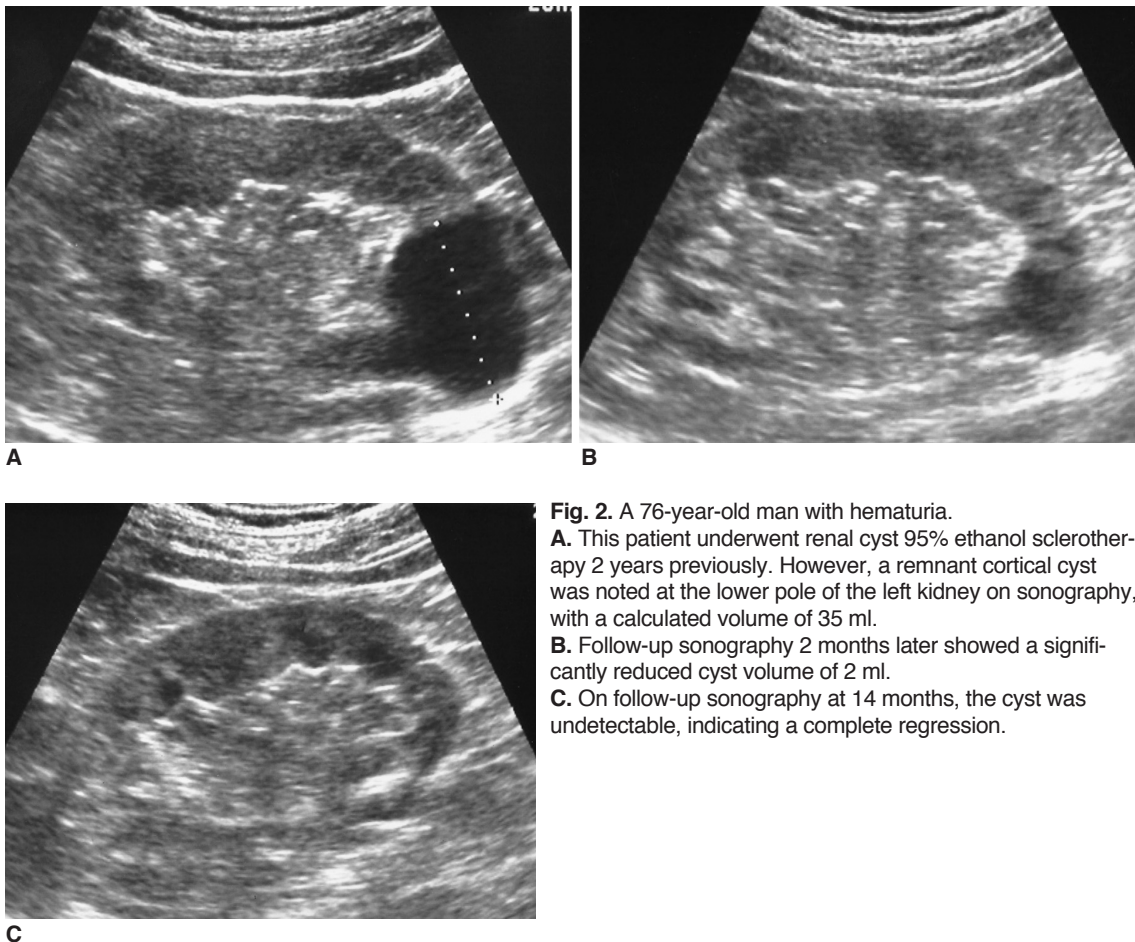 A
B
C
Fig. 2. A 76-year-old man with hematuria.
A. This patient underwent renal cyst 95% ethanol sclerother-
apy 2 years previously. However, a remnant cortical cyst
was noted at the lower pole of the left kidney on sonography,
with a calculated volume of 35 ml.
B. Follow-up sonography 2 months later showed a signifi-
cantly reduced cyst volume of 2 ml.
C. On follow-up sonography at 14 months, the cyst was
undetectable, indicating a complete regression.